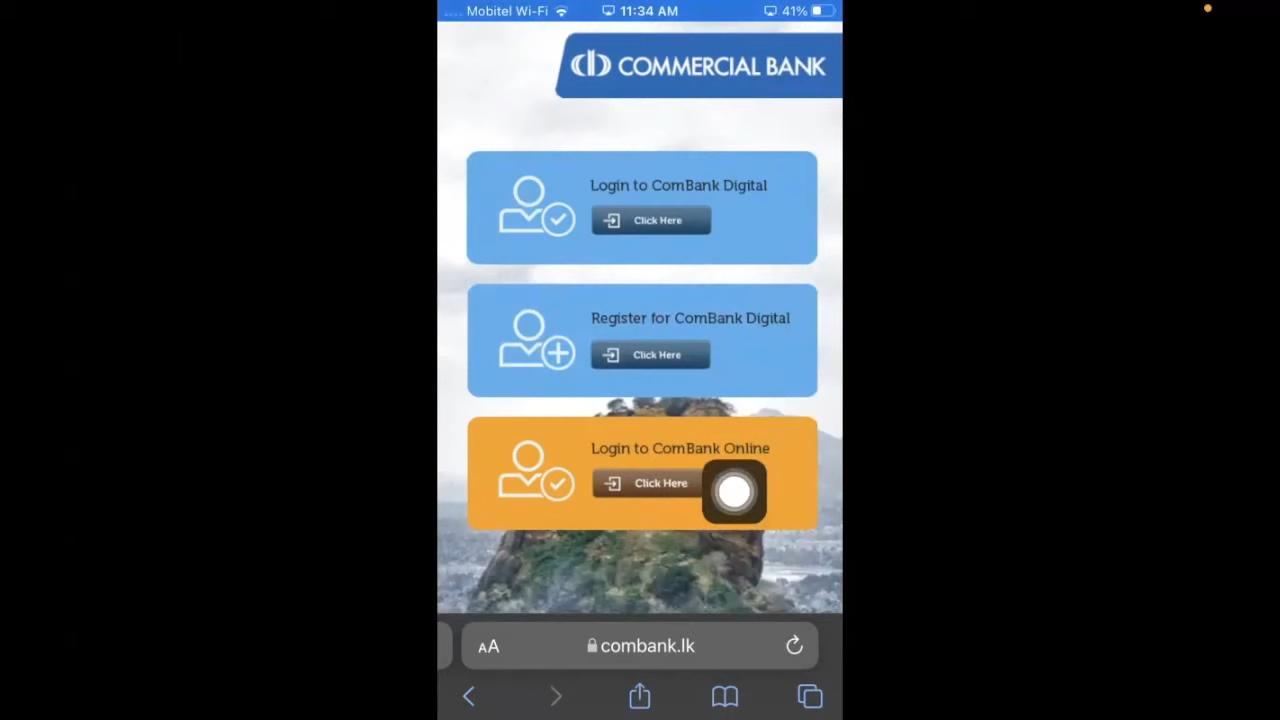 Mobitel Wi-Fi 11:34 AM 41%
COMMERCIAL BANK
Login to ComBank Digital
Click Here
Register for ComBank Digital
Click Here
Login to ComBank Online
Click Here
AA combank.lk